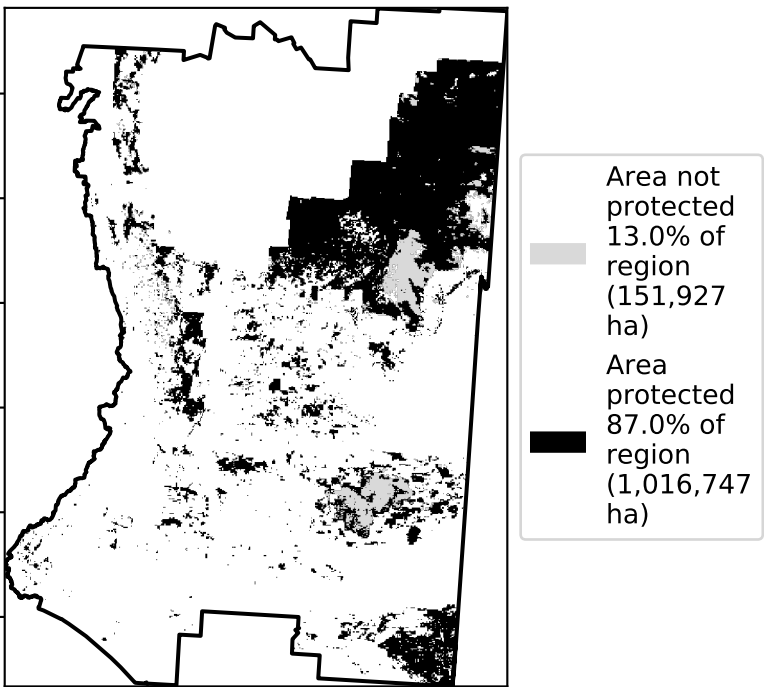 Area not
protected
13.0% of
region
(151,927
ha)
Area
protected
87.0% of
region
(1,016,747
ha)